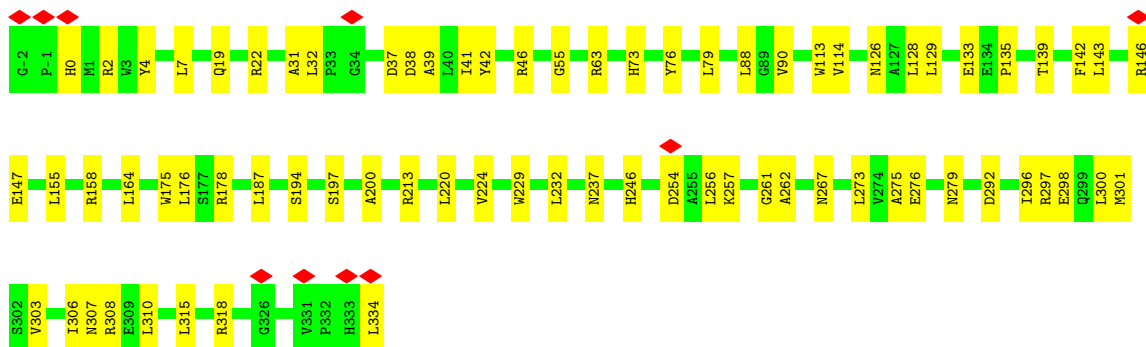 G-2 P-1 H0 M1 R2 W3 Y4 L7 Q19 R22 A31 L32 P33 G34 D37 D38 A39 L40 I41 Y42 R46 G55 R63 H73 Y76 L79 L88 G89 V90 W113 V114 N126 A127 L128 L129 E133 E134 P135 T139 F142 L143 R146
E147 L155 R158 L164 W175 L176 S177 R178 L187 S194 S197 A200 R213 L220 V224 W229 L232 N237 H246 D254 A255 L256 K257 G261 A262 N267 L273 V274 A275 E276 N279 D292 I296 R297 E298 Q299 L300 M301
S302 V303 I306 N307 R308 E309 L310 L315 R318 G326 V331 P332 H333 L334